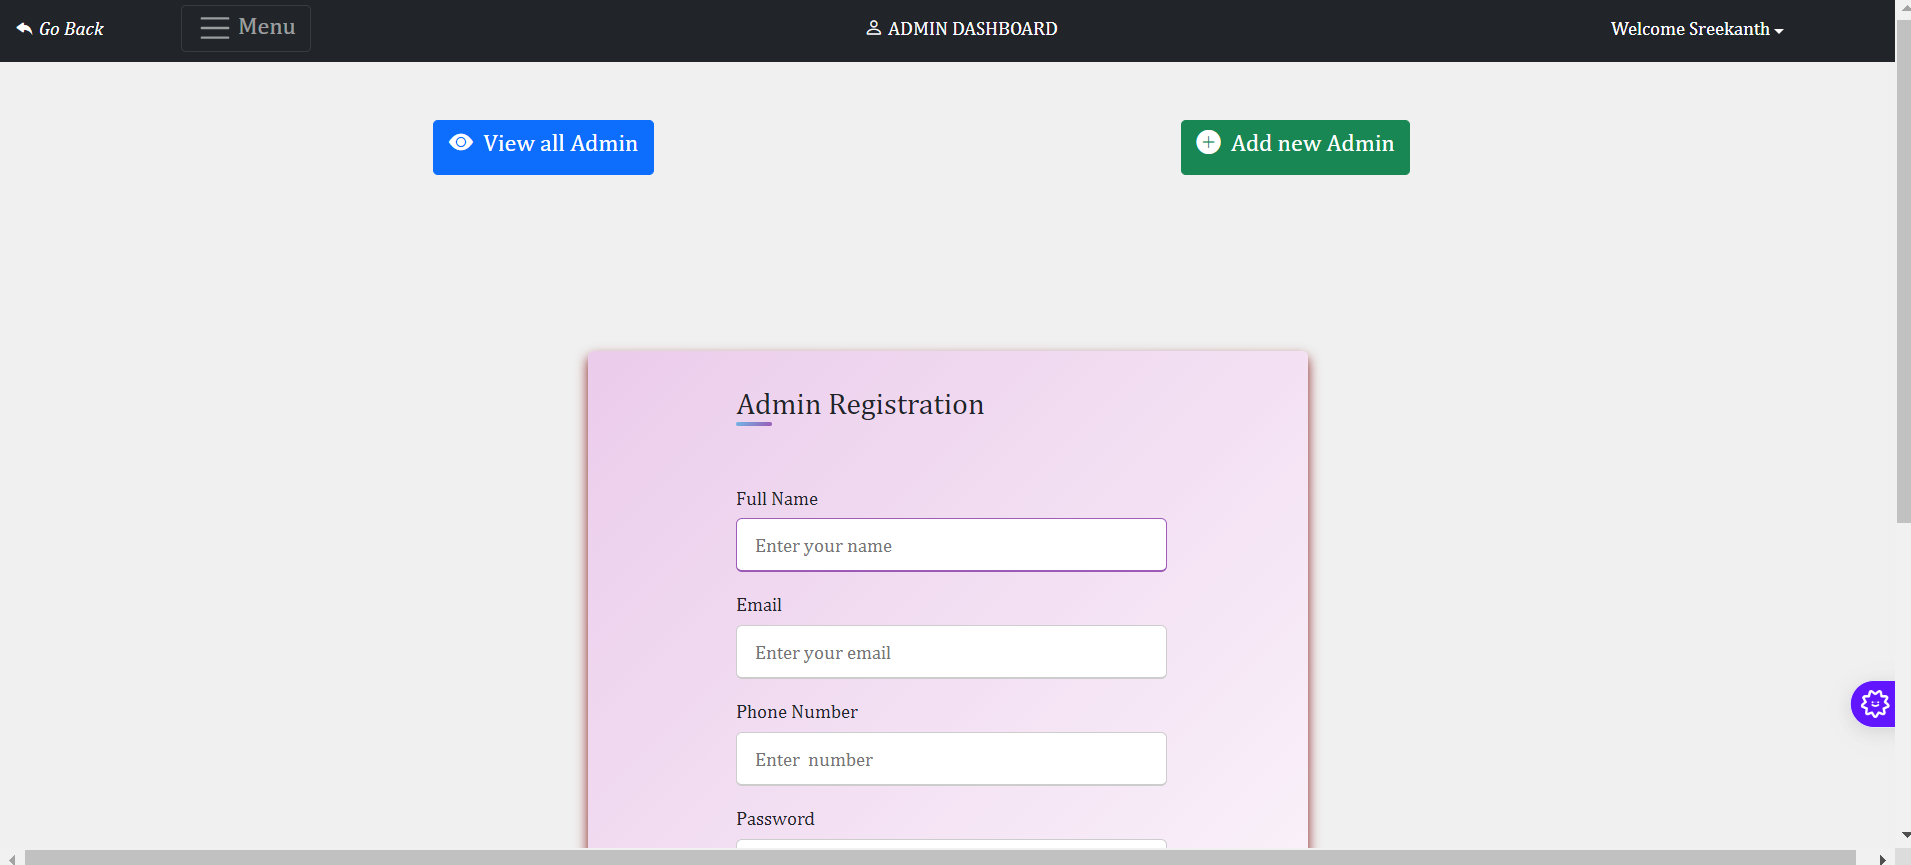 Go Back
Menu
ADMIN DASHBOARD
Welcome Sreekanth
View all Admin
Add new Admin
Admin Registration
Full Name
Enter your name
Email
Enter your email
Phone Number
Enter  number
Password